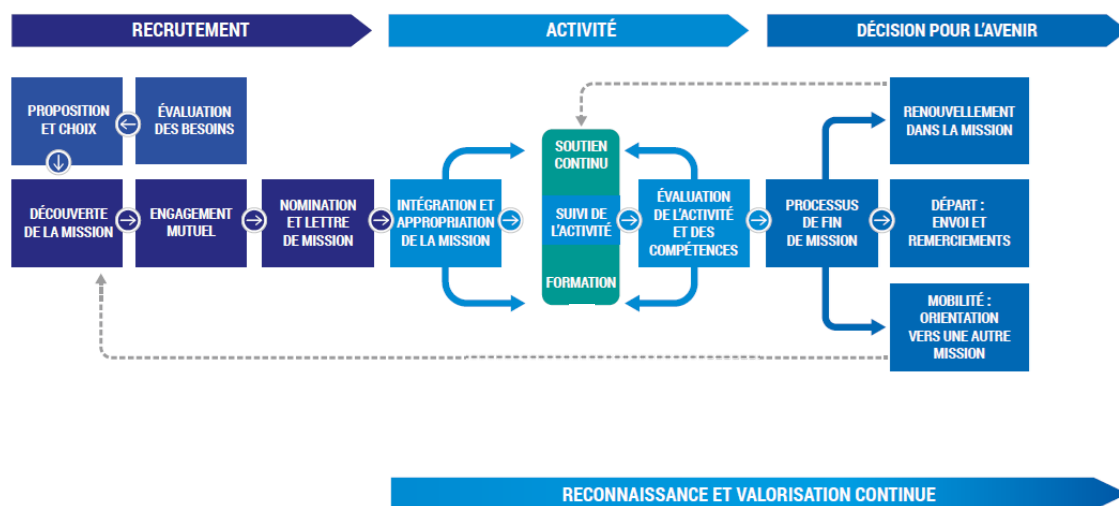 RECRUTEMENT
ACTIVITÉ
DÉCISION POUR L'AVENIR
PROPOSITION
ET CHOIX
ÉVALUATION
DES BESOINS
RENOUVELLEMENT
DANS LA MISSION
SOUTIEN
CONTINU
DÉCOUVERTE
DE LA MISSION
ENGAGEMENT
MUTUEL
NOMINATION
ET LETTRE
DE MISSION
INTÉGRATION ET
APPROPRIATION
DE LA MISSION
SUIVI DE
L'ACTIVITÉ
ÉVALUATION
DE L'ACTIVITÉ
ET DES
COMPÉTENCES
PROCESSUS
DE FIN
DE MISSION
DÉPART :
ENVOI ET
REMERCIEMENTS
FORMATION
MOBILITÉ :
ORIENTATION
VERS UNE AUTRE
MISSION
RECONNAISSANCE ET VALORISATION CONTINUE